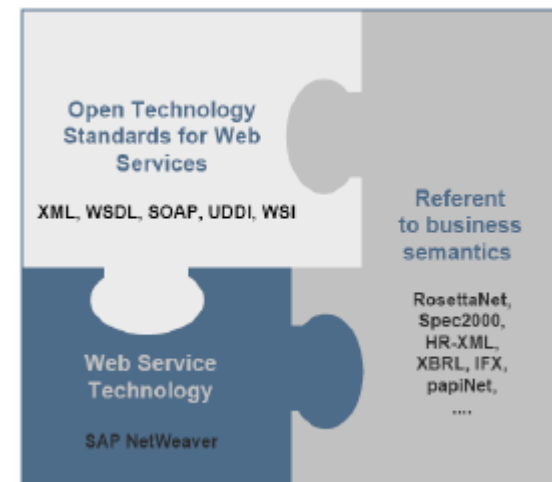 Open Technology
Standards for Web
Services
XML, WSDL, SOAP, UDDI, WSI
Referent
to business
semantics
RosettaNet,
Spec2000,
HR-XML,
XBRL, IFX,
papiNet,
....
Web Service
Technology
SAP NetWeaver